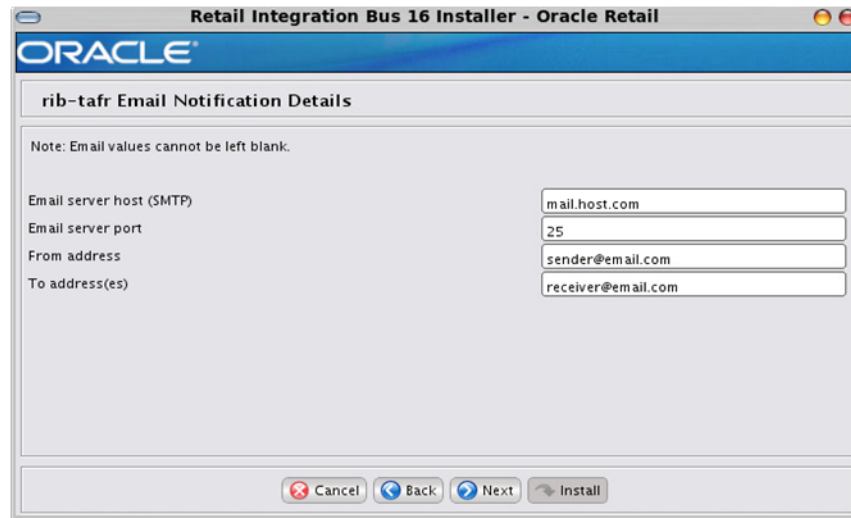 Retail Integration Bus 16 Installer - Oracle Retail
ORACLE®
rib-tafr Email Notification Details
Note: Email values cannot be left blank.
Email server host (SMTP) mail.host.com
Email server port 25
From address sender@email.com
To address(es) receiver@email.com
Cancel Back Next Install